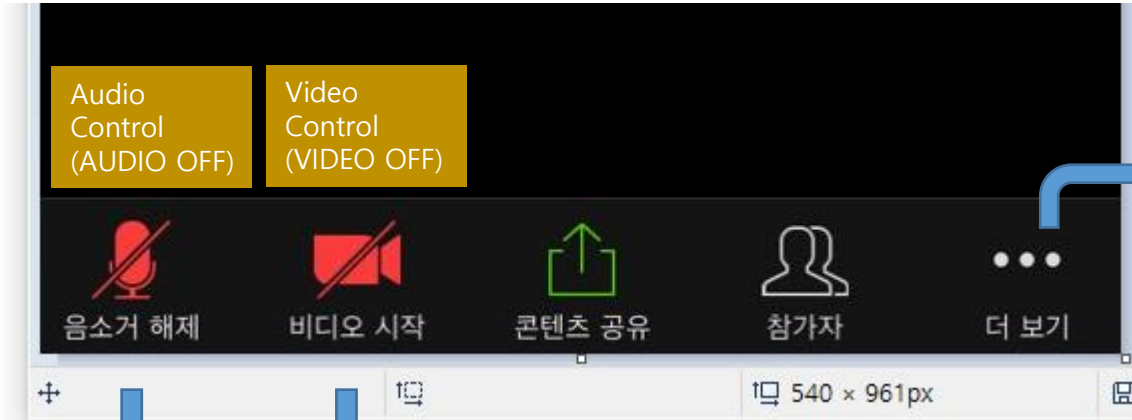 Audio
Control
(AUDIO OFF)
Video
Control
(VIDEO OFF)
음소거 해제
비디오 시작
콘텐츠 공유
참가자
더 보기
540 × 961px